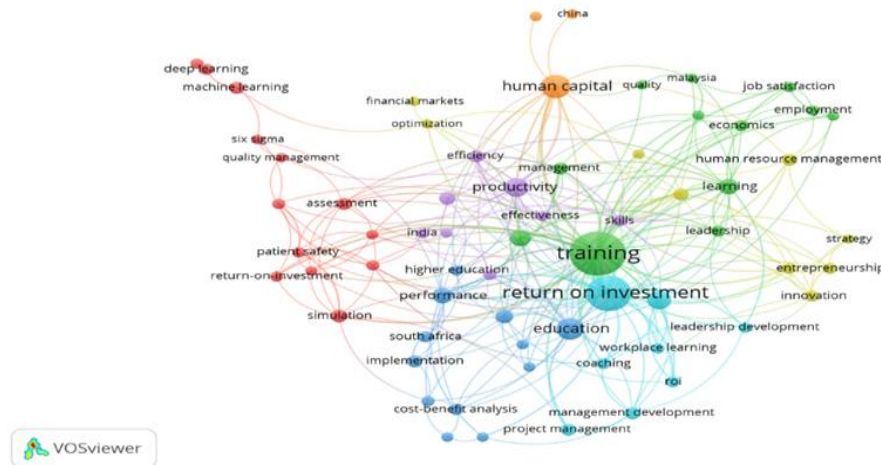 china
deep learning
human capital
quality
malaysia
machine learning
job satisfaction
financial markets
employment
optimization
economics
six sigma
quality management
efficiency
management
human resource management
productivity
learning
assessment
effectiveness
skills
india
leadership
strategy
patient safety
training
higher education
entrepreneurship
return-on-investment
performance
return on investment
innovation
simulation
education
leadership development
south africa
workplace learning
implementation
coaching
roi
cost-benefit analysis
management development
project management
VOSviewer